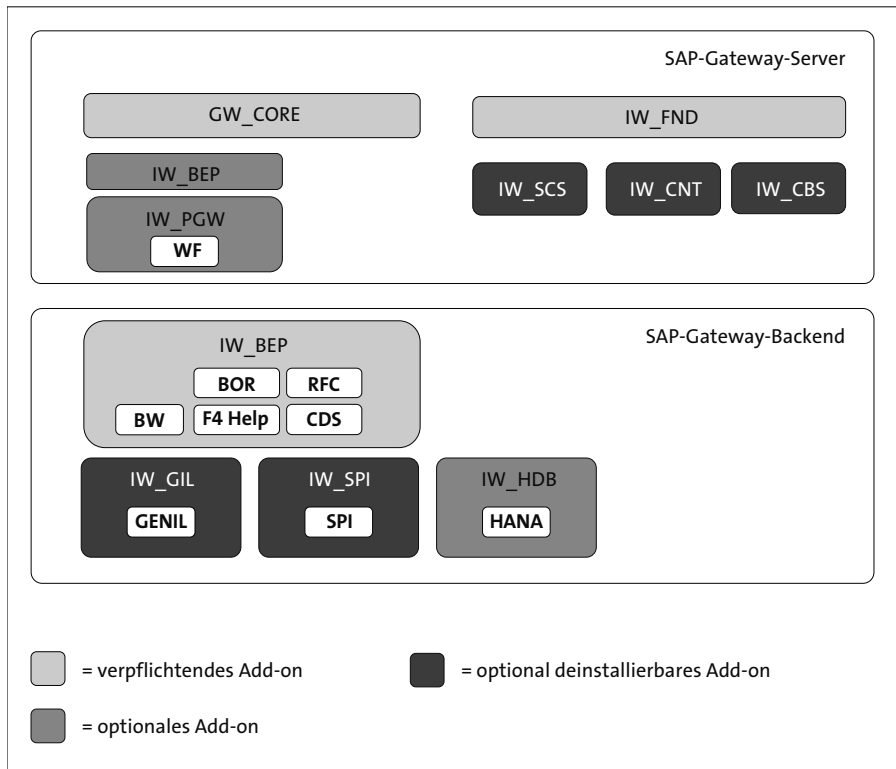 SAP-Gateway-Server
GW_CORE
IW_FND
IW_BEP
IW_SCS
IW_CNT
IW_CBS
IW_PGW
WF
SAP-Gateway-Backend
IW_BEP
BOR
RFC
BW
F4 Help
CDS
IW_GIL
IW_SPI
IW_HDB
GENIL
SPI
HANA
= verpflichtendes Add-on
= optional deinstallierbares Add-on
= optionales Add-on